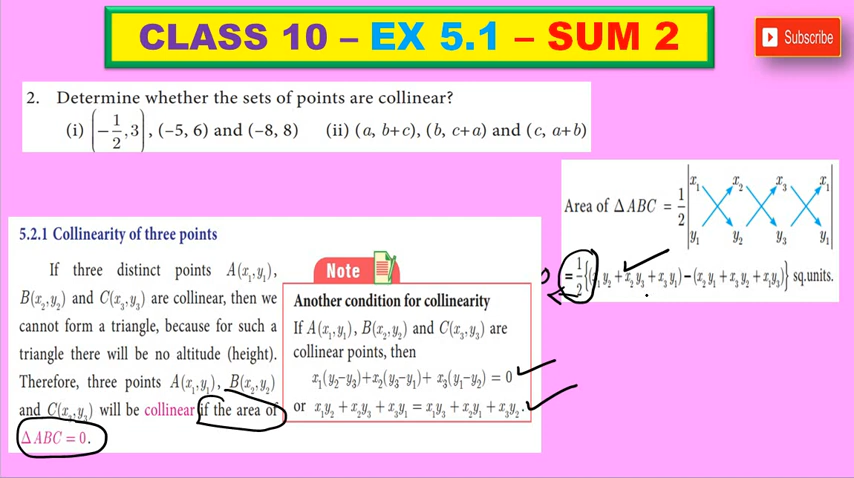 CLASS 10 – EX 5.1 – SUM 2
Subscribe
2. Determine whether the sets of points are collinear?
(i) (−1/2, 3), (−5, 6) and (−8, 8) (ii) (a, b+c), (b, c+a) and (c, a+b)
Area of ΔABC = 1/2 | x₁ x₂ x₃ x₁
y₁ y₂ y₃ y₁ |
= 1/2 {(x₁y₂ + x₂y₃ + x₃y₁) − (x₂y₁ + x₃y₂ + x₁y₃)} sq.units.
5.2.1 Collinearity of three points
If three distinct points A(x₁,y₁),
B(x₂,y₂) and C(x₃,y₃) are collinear, then we
cannot form a triangle, because for such a
triangle there will be no altitude (height).
Therefore, three points A(x₁,y₁), B(x₂,y₂)
and C(x₃,y₃) will be collinear if the area of
ΔABC = 0.
Note
Another condition for collinearity
If A(x₁,y₁), B(x₂,y₂) and C(x₃,y₃) are
collinear points, then
x₁(y₂−y₃)+x₂(y₃−y₁)+ x₃(y₁−y₂) = 0
or x₁y₂ + x₂y₃ + x₃y₁ = x₁y₃ + x₂y₁ + x₃y₂.